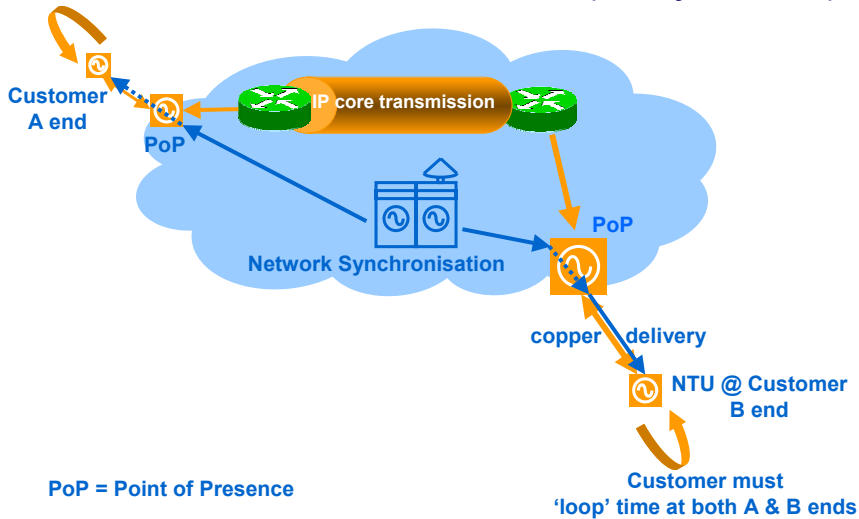 Customer
A end
PoP
IP core transmission
PoP
Network Synchronisation
copper delivery
NTU @ Customer
B end
PoP = Point of Presence
Customer must
‘loop’ time at both A & B ends